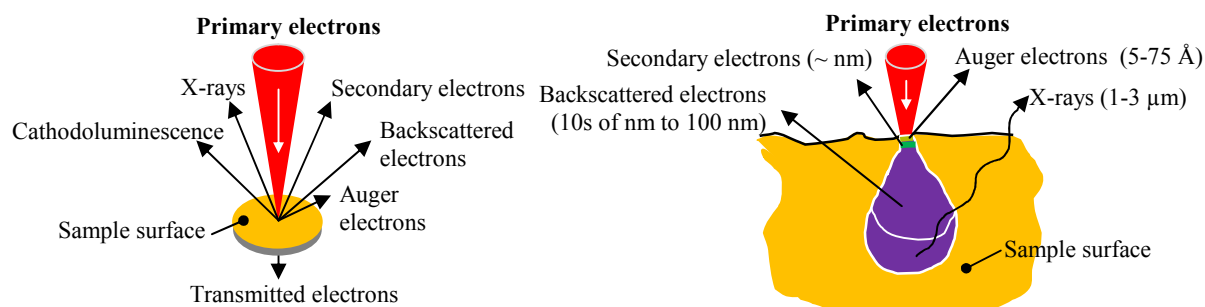 Primary electrons
X-rays
Secondary electrons
Cathodoluminescence
Backscattered
electrons
Auger
electrons
Sample surface
Transmitted electrons
Primary electrons
Secondary electrons (~ nm)
Auger electrons (5-75 Å)
Backscattered electrons
(10s of nm to 100 nm)
X-rays (1-3 µm)
Sample surface